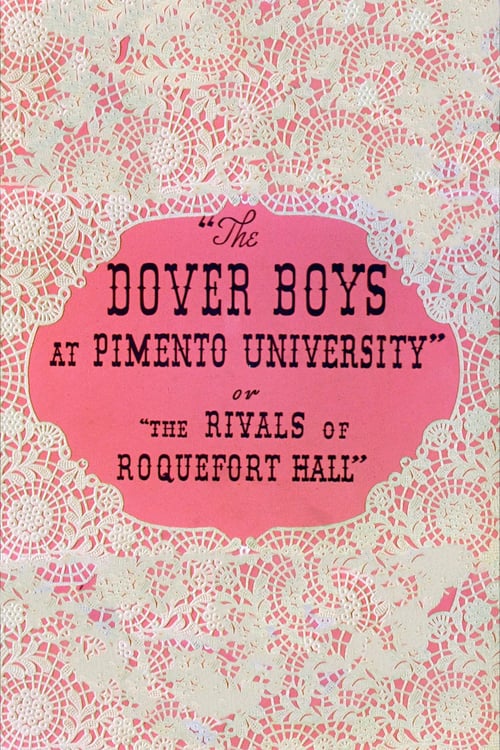 "The
DOVER BOYS
AT PIMENTO UNIVERSITY"
or
"THE RIVALS OF
ROQUEFORT HALL"